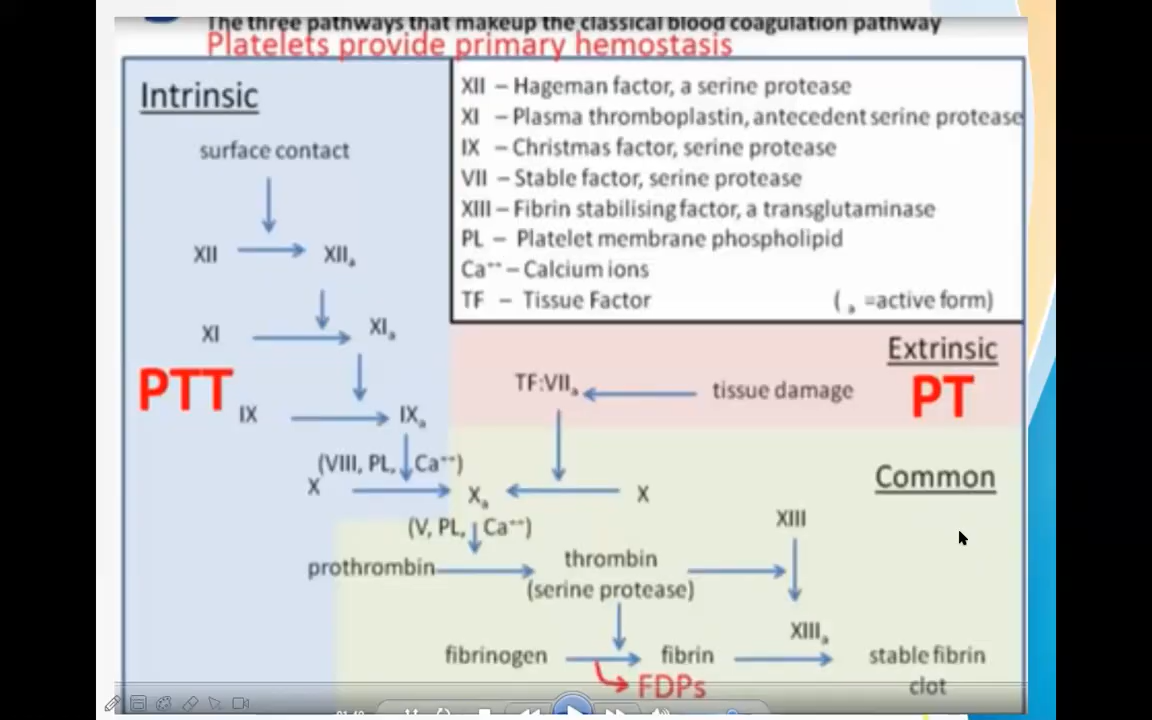 The three pathways that makeup the classical blood coagulation pathway
Platelets provide primary hemostasis
Intrinsic
surface contact
XII
XIIa
XI
XIa
PTT
IX
IXa
(VIII, PL, Ca++)
X
Xa
XII – Hageman factor, a serine protease
XI – Plasma thromboplastin, antecedent serine protease
IX – Christmas factor, serine protease
VII – Stable factor, serine protease
XIII – Fibrin stabilising factor, a transglutaminase
PL – Platelet membrane phospholipid
Ca++ – Calcium ions
TF – Tissue Factor ( a =active form)
Extrinsic
PT
TF:VIIa
tissue damage
Common
X
(V, PL, Ca++)
XIII
prothrombin
thrombin
(serine protease)
XIIIa
fibrinogen
fibrin
stable fibrin
clot
FDPs